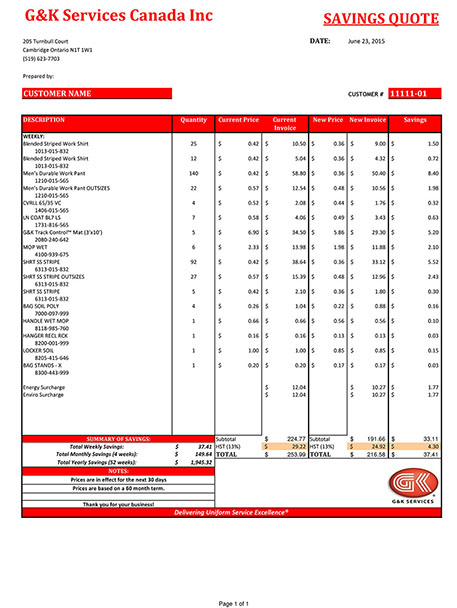 G&K Services Canada Inc
SAVINGS QUOTE
205 Turnbull Court
DATE: June 23, 2015
Cambridge Ontario N1T 1W1
(519) 623-7703
Prepared by:
CUSTOMER NAME CUSTOMER # 11111-01
DESCRIPTION Quantity Current Price Current Invoice New Price New Invoice Savings
WEEKLY:
Blended Striped Work Shirt 25 $ 0.42 $ 10.50 $ 0.36 $ 9.00 $ 1.50
1013-015-832
Blended Striped Work Shirt 12 $ 0.42 $ 5.04 $ 0.36 $ 4.32 $ 0.72
1013-015-832
Men's Durable Work Pant 140 $ 0.42 $ 58.80 $ 0.36 $ 50.40 $ 8.40
1210-015-565
Men's Durable Work Pant OUTSIZES 22 $ 0.57 $ 12.54 $ 0.48 $ 10.56 $ 1.98
1210-015-565
CVRLL 65/35 VC 4 $ 0.52 $ 2.08 $ 0.44 $ 1.76 $ 0.32
1406-015-565
LN COAT BLP LS 7 $ 0.58 $ 4.06 $ 0.49 $ 3.43 $ 0.63
1731-816-565
G&K Track Control™ Mat (3'x10') 5 $ 6.90 $ 34.50 $ 5.86 $ 29.30 $ 5.20
2080-240-642
MOP WET 6 $ 2.33 $ 13.98 $ 1.98 $ 11.88 $ 2.10
4100-939-675
SHRT SS STRIPE 92 $ 0.42 $ 38.64 $ 0.36 $ 33.12 $ 5.52
6313-015-832
SHRT SS STRIPE OUTSIZES 27 $ 0.57 $ 15.39 $ 0.48 $ 12.96 $ 2.43
6313-015-832
SHRT SS STRIPE 5 $ 0.42 $ 2.10 $ 0.36 $ 1.80 $ 0.30
6313-015-832
BAG SOIL POLY 4 $ 0.26 $ 1.04 $ 0.22 $ 0.88 $ 0.16
7000-097-999
HANDLE WET MOP 1 $ 0.66 $ 0.66 $ 0.56 $ 0.56 $ 0.10
8118-985-760
HANGER RECL RCK 1 $ 0.16 $ 0.16 $ 0.13 $ 0.13 $ 0.03
8200-001-999
LOCKER SOIL 1 $ 1.00 $ 1.00 $ 0.85 $ 0.85 $ 0.15
8205-415-646
BAG STANDS - X 1 $ 0.20 $ 0.20 $ 0.17 $ 0.17 $ 0.03
8300-443-999
Energy Surcharge $ 12.04 $ 10.27 $ 1.77
Enviro Surcharge $ 12.04 $ 10.27 $ 1.77
SUMMARY OF SAVINGS: Subtotal $ 224.77 Subtotal $ 191.66 $ 33.11
Total Weekly Savings: $ 37.41 HST (13%) $ 29.22 HST (13%) $ 24.92 $ 4.30
Total Monthly Savings (4 weeks): $ 149.64 TOTAL $ 253.99 TOTAL $ 216.58 $ 37.41
Total Yearly Savings (52 weeks): $ 1,945.32
NOTES:
Prices are in effect for the next 30 days
Prices are based on a 60 month term.
Thank you for your business!
G&K
G&K SERVICES
Delivering Uniform Service Excellence®
Page 1 of 1